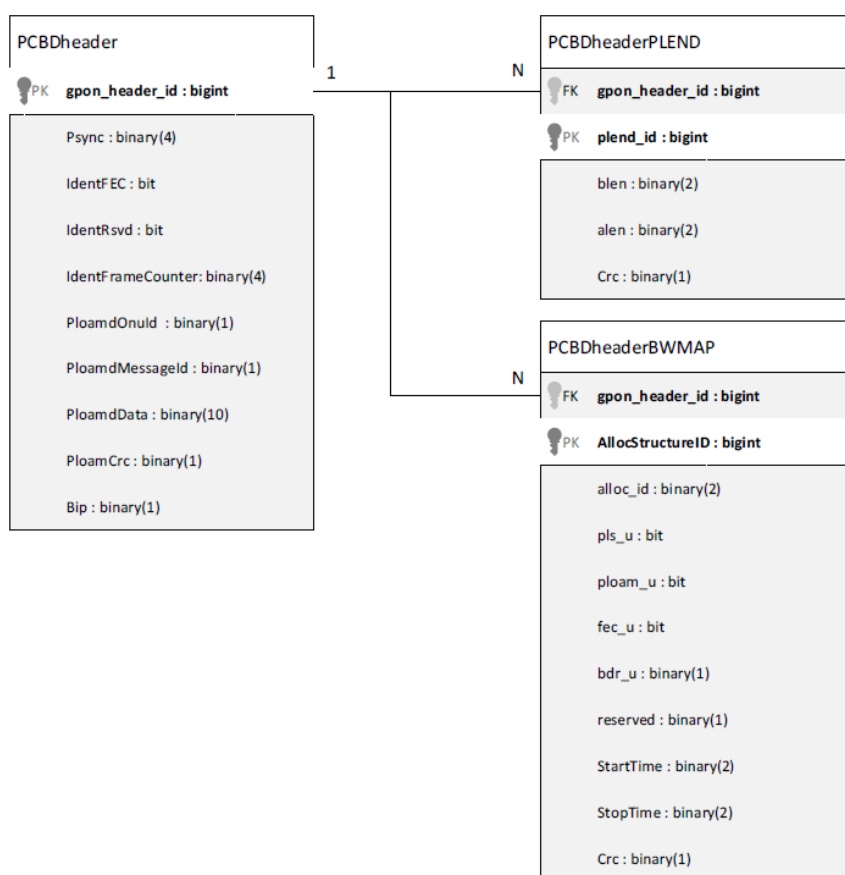 PCBDheader
PK gpon_header_id : bigint
Psync : binary(4)
IdentFEC : bit
IdentRsvd : bit
IdentFrameCounter: binary(4)
PloamdOnuId : binary(1)
PloamdMessageId : binary(1)
PloamdData : binary(10)
PloamCrc : binary(1)
Bip : binary(1)
1
N
PCBDheaderPLEND
FK gpon_header_id : bigint
PK plend_id : bigint
blen : binary(2)
alen : binary(2)
Crc : binary(1)
N
PCBDheaderBWMAP
FK gpon_header_id : bigint
PK AllocStructureID : bigint
alloc_id : binary(2)
pls_u : bit
ploam_u : bit
fec_u : bit
bdr_u : binary(1)
reserved : binary(1)
StartTime : binary(2)
StopTime : binary(2)
Crc : binary(1)